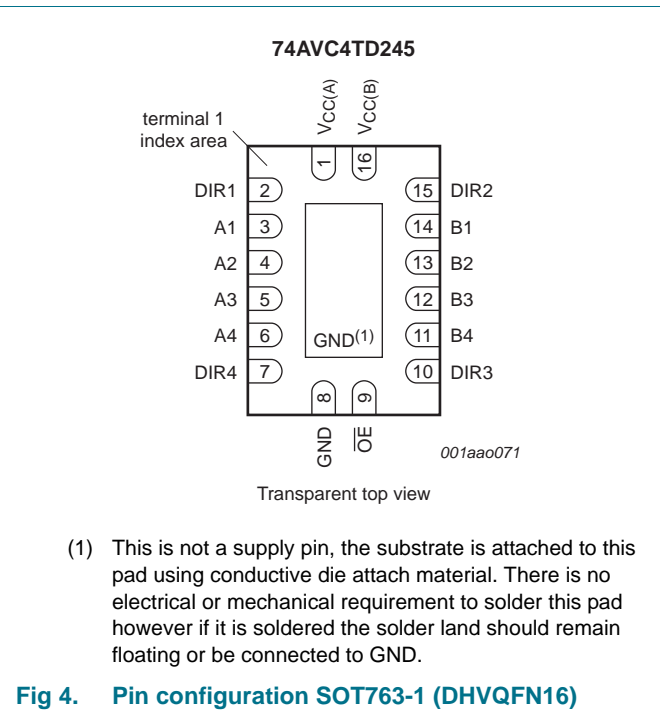 74AVC4TD245
terminal 1
index area
VCC(A)
VCC(B)
1
16
DIR1 2 15 DIR2
A1 3 14 B1
A2 4 13 B2
A3 5 12 B3
A4 6 GND(1) 11 B4
DIR4 7 10 DIR3
8
9
GND
OE
001aao071
Transparent top view
(1) This is not a supply pin, the substrate is attached to this
pad using conductive die attach material. There is no
electrical or mechanical requirement to solder this pad
however if it is soldered the solder land should remain
floating or be connected to GND.
Fig 4. Pin configuration SOT763-1 (DHVQFN16)